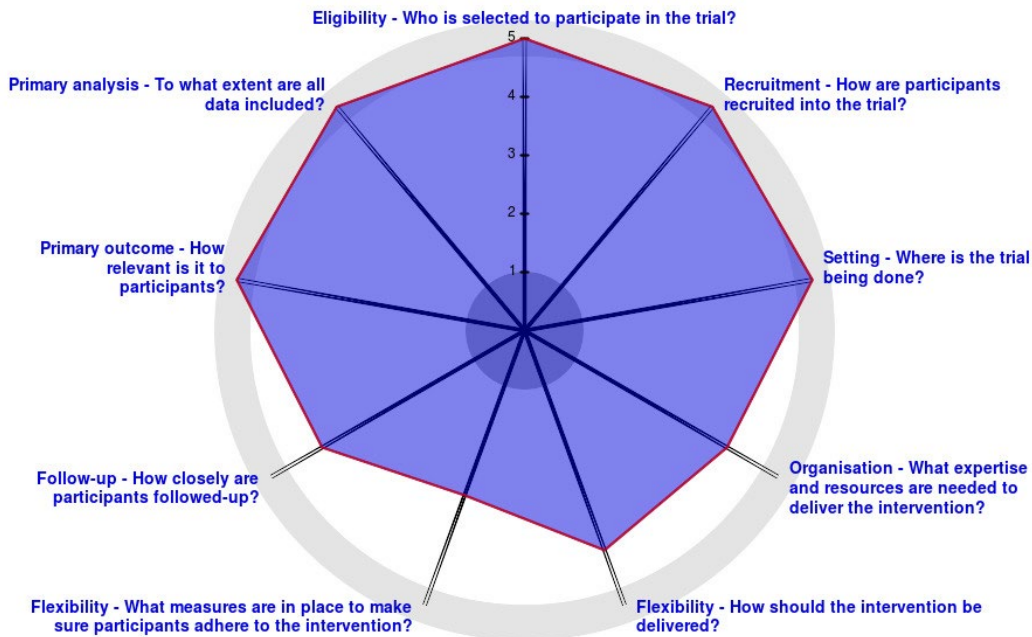 Eligibility - Who is selected to participate in the trial?
5
Primary analysis - To what extent are all
data included?
Recruitment - How are participants
recruited into the trial?
4
3
2
Primary outcome - How
relevant is it to
participants?
Setting - Where is the trial
being done?
1
Follow-up - How closely are
participants followed-up?
Organisation - What expertise
and resources are needed to
deliver the intervention?
Flexibility - What measures are in place to make
sure participants adhere to the intervention?
Flexibility - How should the intervention be
delivered?